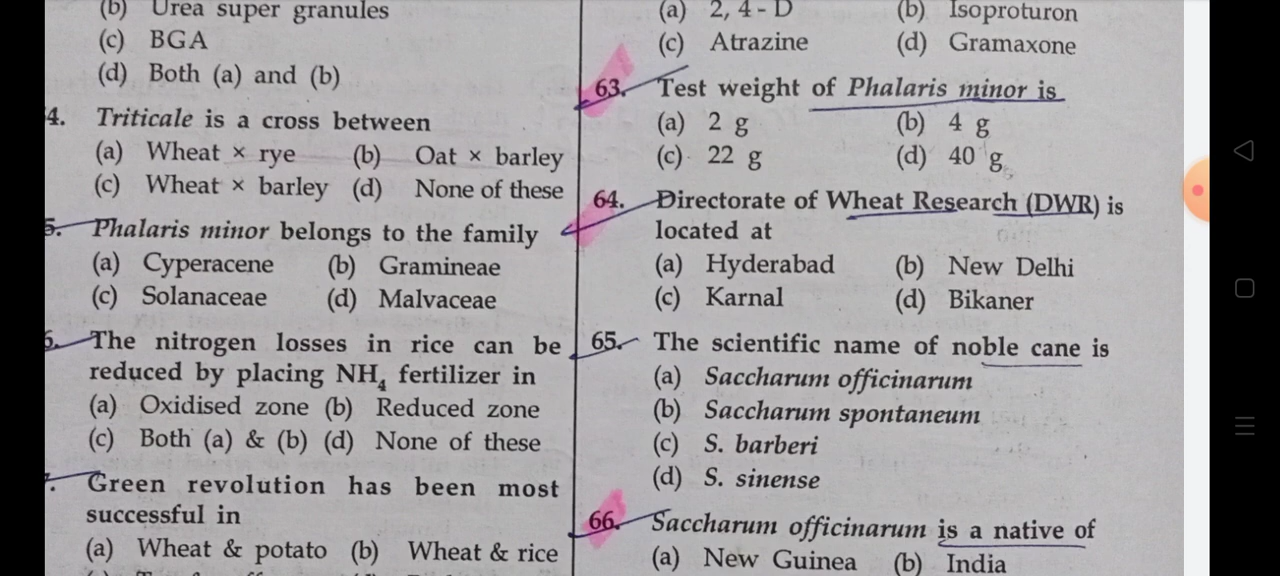 (b) Urea super granules
(c) BGA
(d) Both (a) and (b)
4. Triticale is a cross between
(a) Wheat × rye (b) Oat × barley
(c) Wheat × barley (d) None of these
5. Phalaris minor belongs to the family
(a) Cyperacene (b) Gramineae
(c) Solanaceae (d) Malvaceae
6. The nitrogen losses in rice can be
reduced by placing NH₄ fertilizer in
(a) Oxidised zone (b) Reduced zone
(c) Both (a) & (b) (d) None of these
Green revolution has been most
successful in
(a) Wheat & potato (b) Wheat & rice
(a) 2, 4 - D (b) Isoproturon
(c) Atrazine (d) Gramaxone
63. Test weight of Phalaris minor is
(a) 2 g (b) 4 g
(c) 22 g (d) 40 g
64. Directorate of Wheat Research (DWR) is
located at
(a) Hyderabad (b) New Delhi
(c) Karnal (d) Bikaner
65. The scientific name of noble cane is
(a) Saccharum officinarum
(b) Saccharum spontaneum
(c) S. barberi
(d) S. sinense
66. Saccharum officinarum is a native of
(a) New Guinea (b) India